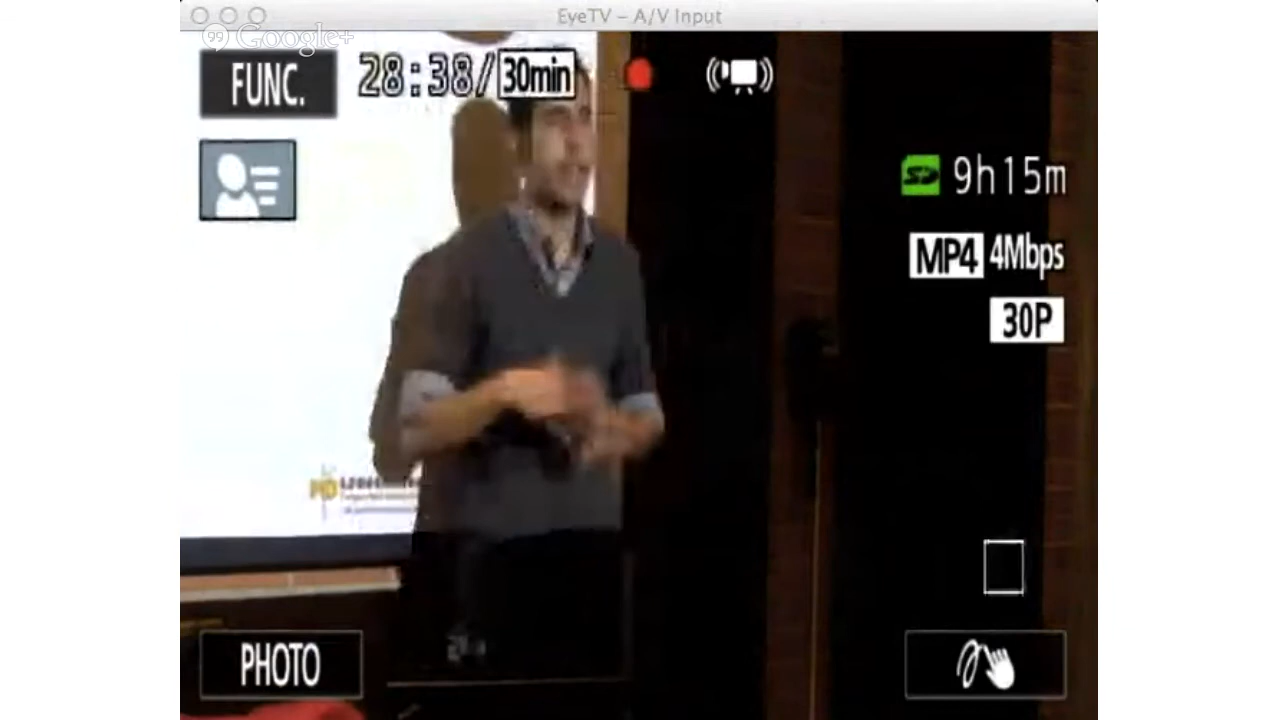 EyeTV – A/V Input
Google+
FUNC.
28:38/30min
9h15m
MP4 4Mbps
30P
PHOTO